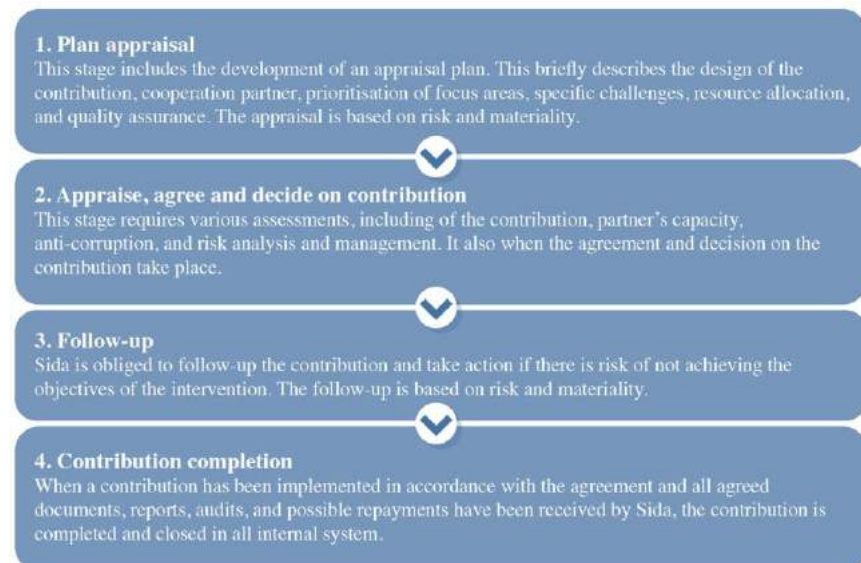 1. Plan appraisal
This stage includes the development of an appraisal plan. This briefly describes the design of the
contribution, cooperation partner, prioritisation of focus areas, specific challenges, resource allocation,
and quality assurance. The appraisal is based on risk and materiality.
2. Appraise, agree and decide on contribution
This stage requires various assessments, including of the contribution, partner's capacity,
anti-corruption, and risk analysis and management. It also when the agreement and decision on the
contribution take place.
3. Follow-up
Sida is obliged to follow-up the contribution and take action if there is risk of not achieving the
objectives of the intervention. The follow-up is based on risk and materiality.
4. Contribution completion
When a contribution has been implemented in accordance with the agreement and all agreed
documents, reports, audits, and possible repayments have been received by Sida, the contribution is
completed and closed in all internal system.